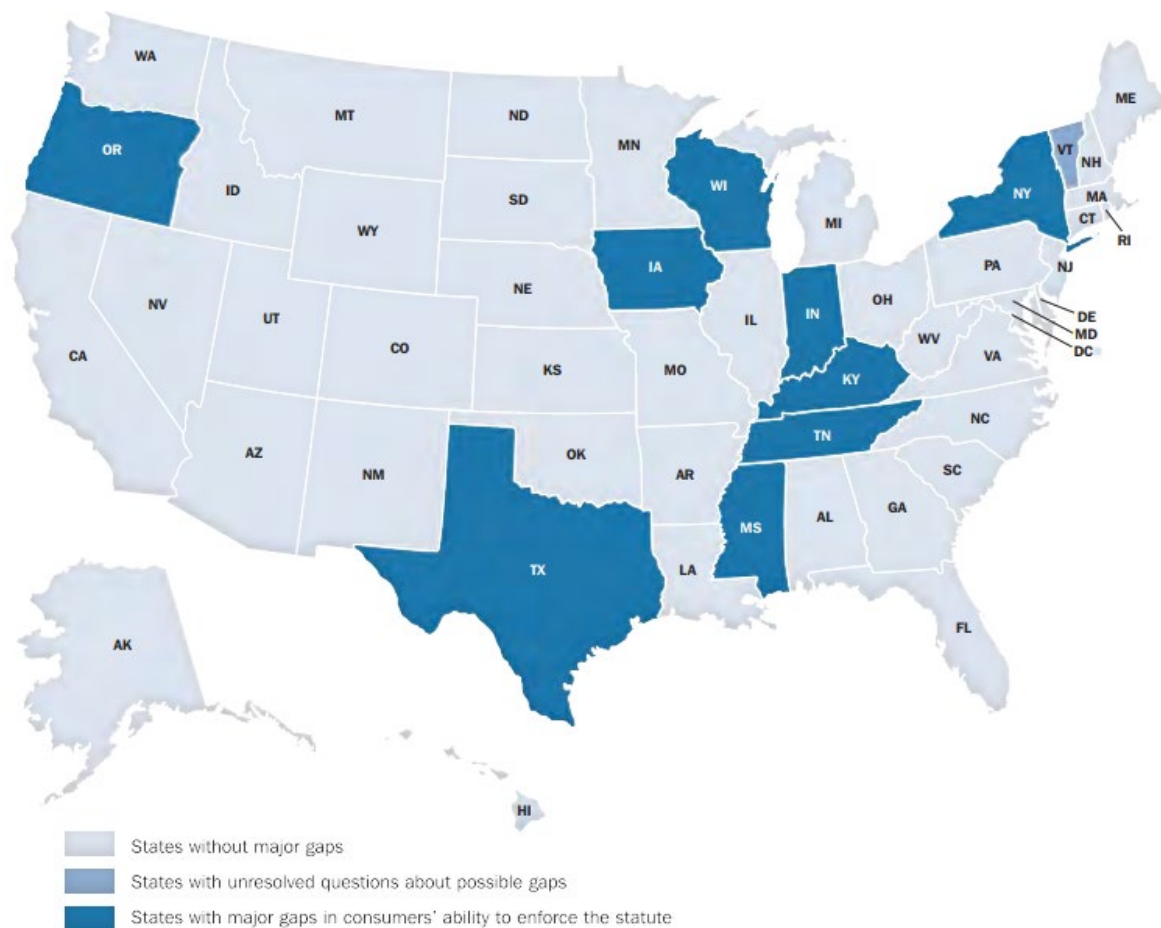 WA
MT
ND
MN
ME
OR
ID
SD
WI
VT
NH
NY
MA
CT
RI
WY
MI
IA
NE
PA
NJ
NV
UT
CO
IL
IN
OH
DE
MD
DC
WV
VA
CA
KS
MO
KY
NC
TN
AZ
NM
OK
AR
SC
MS
AL
GA
TX
LA
FL
AK
HI
States without major gaps
States with unresolved questions about possible gaps
States with major gaps in consumers' ability to enforce the statute